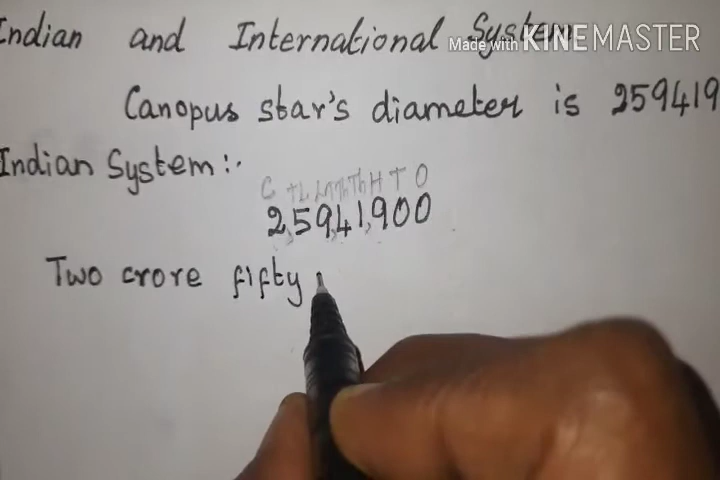 Indian and International System
Made with KINEMASTER
Canopus star's diameter is 259419
Indian System:-
C TL L TTh Th H T O
2,59,41,900
Two crore fifty